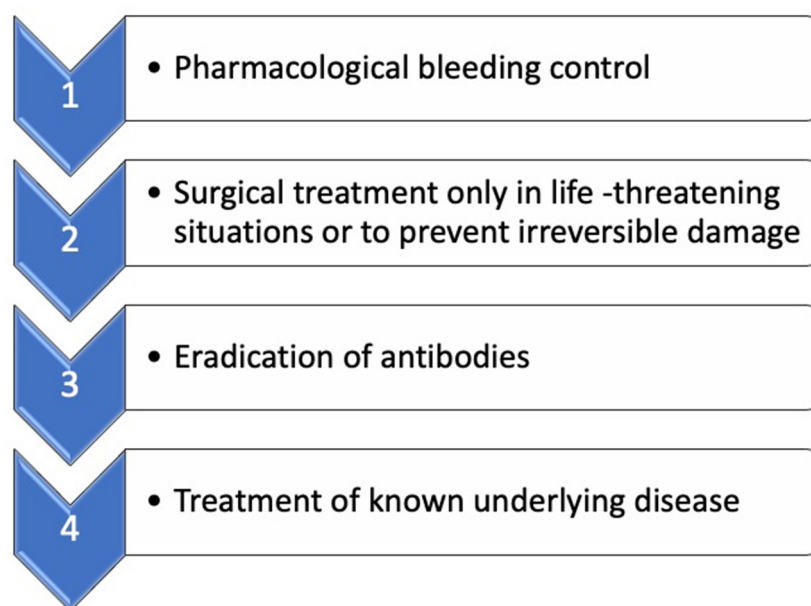 1
• Pharmacological bleeding control
2
• Surgical treatment only in life -threatening
situations or to prevent irreversible damage
3
• Eradication of antibodies
4
• Treatment of known underlying disease